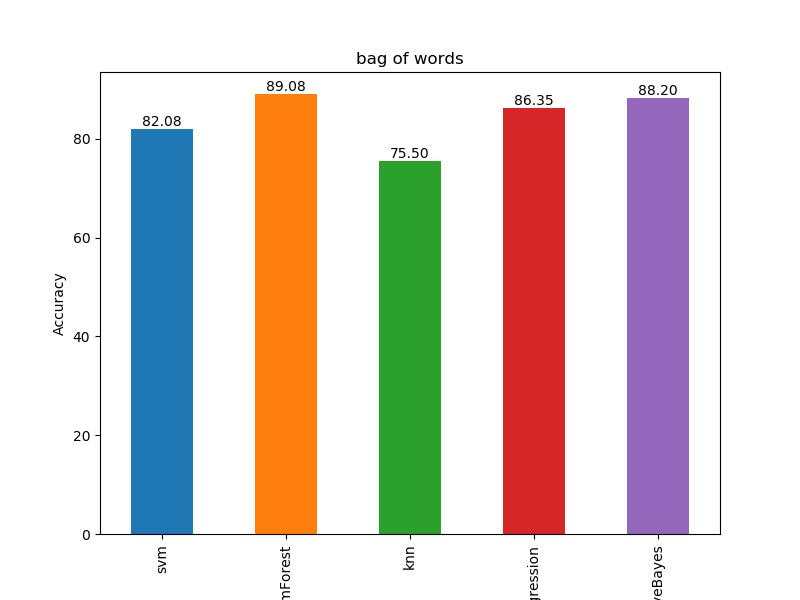 bag of words
89.08
88.20
86.35
82.08
75.50
80
60
40
20
0
Accuracy
svm
mForest
knn
gression
veBayes